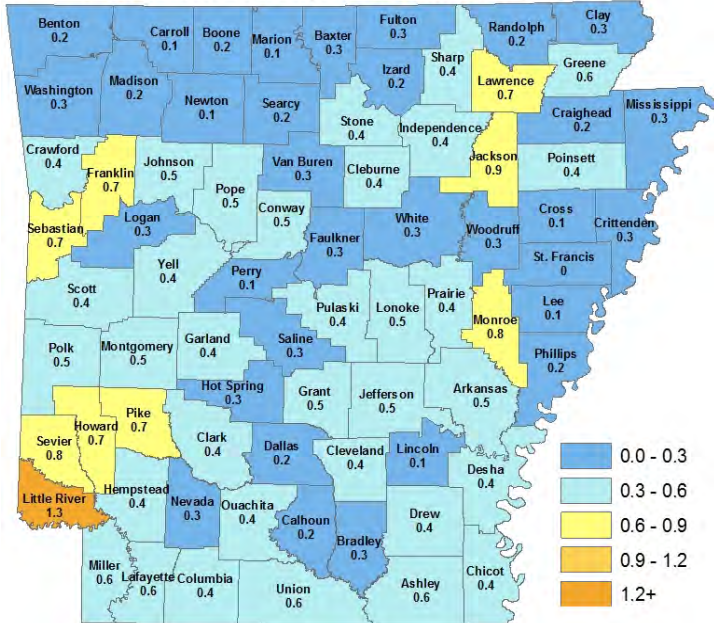 Benton
0.2
Carroll
0.1
Boone
0.2
Marion
0.1
Baxter
0.3
Fulton
0.3
Randolph
0.2
Clay
0.3
Washington
0.3
Madison
0.2
Newton
0.1
Searcy
0.2
Izard
0.2
Sharp
0.4
Lawrence
0.7
Greene
0.6
Stone
0.4
Independence
0.4
Craighead
0.2
Mississippi
0.3
Crawford
0.4
Franklin
0.7
Johnson
0.5
Pope
0.5
Van Buren
0.3
Cleburne
0.4
Jackson
0.9
Poinsett
0.4
Sebastian
0.7
Logan
0.3
Conway
0.5
Faulkner
0.3
White
0.3
Woodruff
0.3
Cross
0.1
Crittenden
0.3
St. Francis
0
Scott
0.4
Yell
0.4
Perry
0.1
Pulaski
0.4
Lonoke
0.5
Prairie
0.4
Monroe
0.8
Lee
0.1
Phillips
0.2
Polk
0.5
Montgomery
0.5
Garland
0.4
Saline
0.3
Hot Spring
0.3
Grant
0.5
Jefferson
0.5
Arkansas
0.5
Sevier
0.8
Howard
0.7
Pike
0.7
Clark
0.4
Dallas
0.2
Cleveland
0.4
Lincoln
0.1
Desha
0.4
Little River
1.3
Hempstead
0.4
Nevada
0.3
Ouachita
0.4
Calhoun
0.2
Bradley
0.3
Drew
0.4
Chicot
0.4
Miller
0.6
Lafayette
0.6
Columbia
0.4
Union
0.6
Ashley
0.6
0.0 - 0.3
0.3 - 0.6
0.6 - 0.9
0.9 - 1.2
1.2+